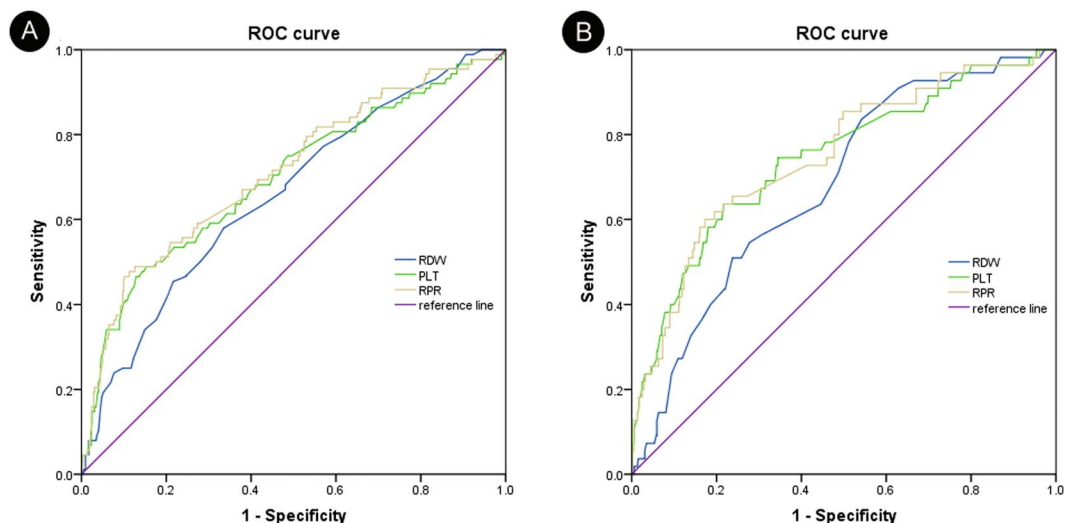 A
ROC curve
1.0
0.8
0.6
0.4
0.2
0.0
Sensitivity
RDW
PLT
RPR
reference line
0.0 0.2 0.4 0.6 0.8 1.0
1 - Specificity
B
ROC curve
1.0
0.8
0.6
0.4
0.2
0.0
Sensitivity
RDW
PLT
RPR
reference line
0.0 0.2 0.4 0.6 0.8 1.0
1 - Specificity